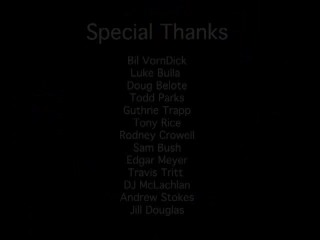 Special Thanks
Bil VornDick
Luke Bulla
Doug Belote
Todd Parks
Guthrie Trapp
Tony Rice
Rodney Crowell
Sam Bush
Edgar Meyer
Travis Tritt
DJ McLachlan
Andrew Stokes
Jill Douglas